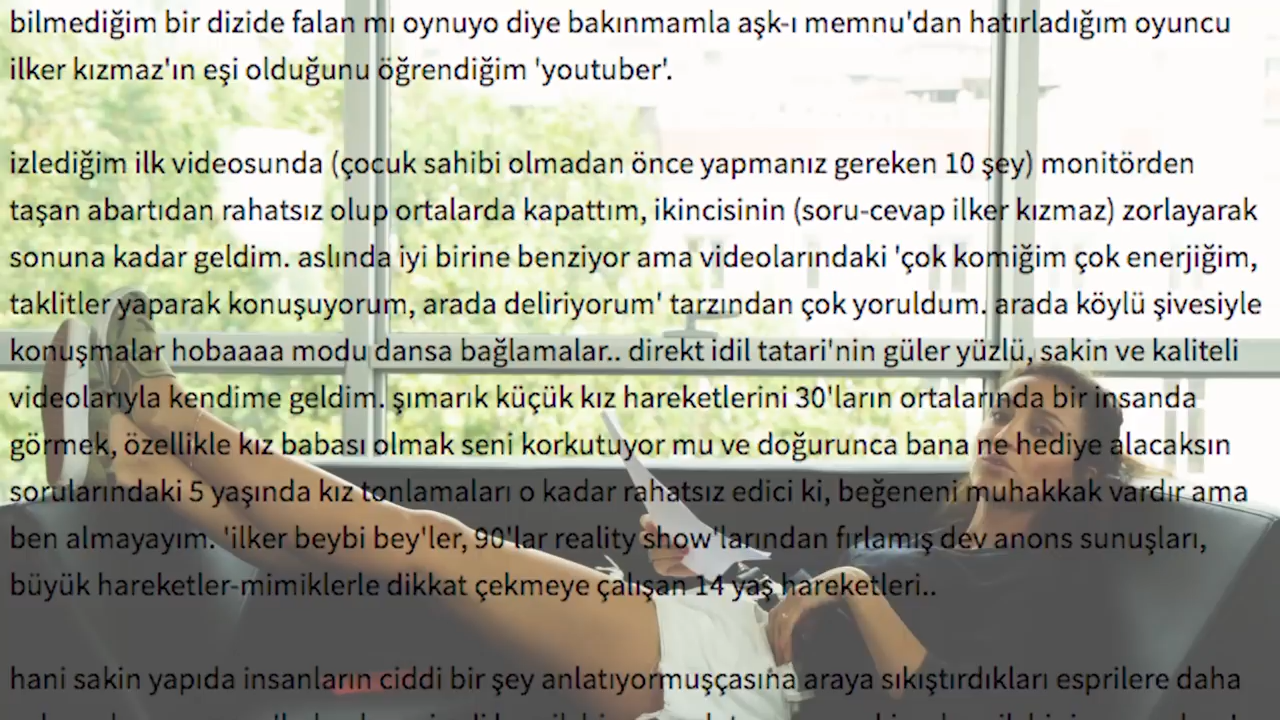 bilmediğim bir dizide falan mı oynuyo diye bakınmamla aşk-ı memnu'dan hatırladığım oyuncu
ilker kızmaz'ın eşi olduğunu öğrendiğim 'youtuber'.
izlediğim ilk videosunda (çocuk sahibi olmadan önce yapmanız gereken 10 şey) monitörden
taşan abartıdan rahatsız olup ortalarda kapattım, ikincisinin (soru-cevap ilker kızmaz) zorlayarak
sonuna kadar geldim. aslında iyi birine benziyor ama videolarındaki 'çok komiğim çok enerjiğim,
taklitler yaparak konuşuyorum, arada deliriyorum' tarzından çok yoruldum. arada köylü şivesiyle
konuşmalar hobaaaa modu dansa bağlamalar.. direkt idil tatari'nin güler yüzlü, sakin ve kaliteli
videolarıyla kendime geldim. şımarık küçük kız hareketlerini 30'ların ortalarında bir insanda
görmek, özellikle kız babası olmak seni korkutuyor mu ve doğurunca bana ne hediye alacaksın
sorularındaki 5 yaşında kız tonlamaları o kadar rahatsız edici ki, beğeneni muhakkak vardır ama
ben almayayım. 'ilker beybi bey'ler, 90'lar reality show'larından fırlamış dev anons sunuşları,
büyük hareketler-mimiklerle dikkat çekmeye çalışan 14 yaş hareketleri..
hani sakin yapıda insanların ciddi bir şey anlatıyormuşçasına araya sıkıştırdıkları esprilere daha